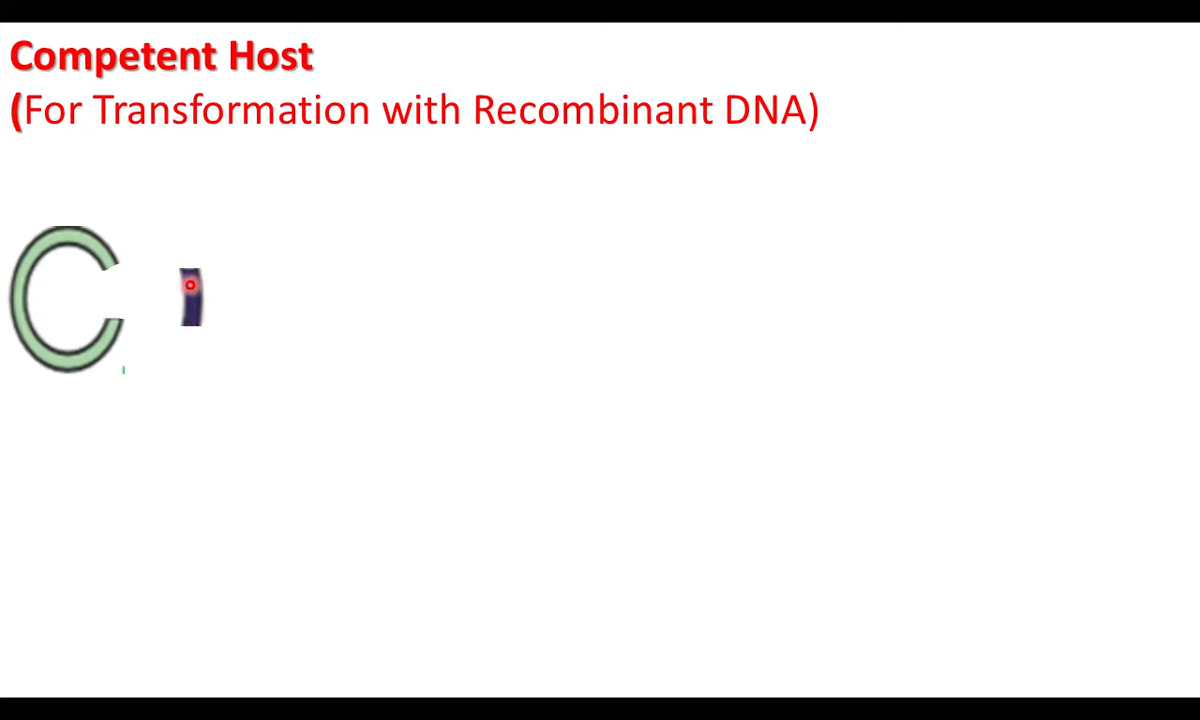 Competent Host
(For Transformation with Recombinant DNA)